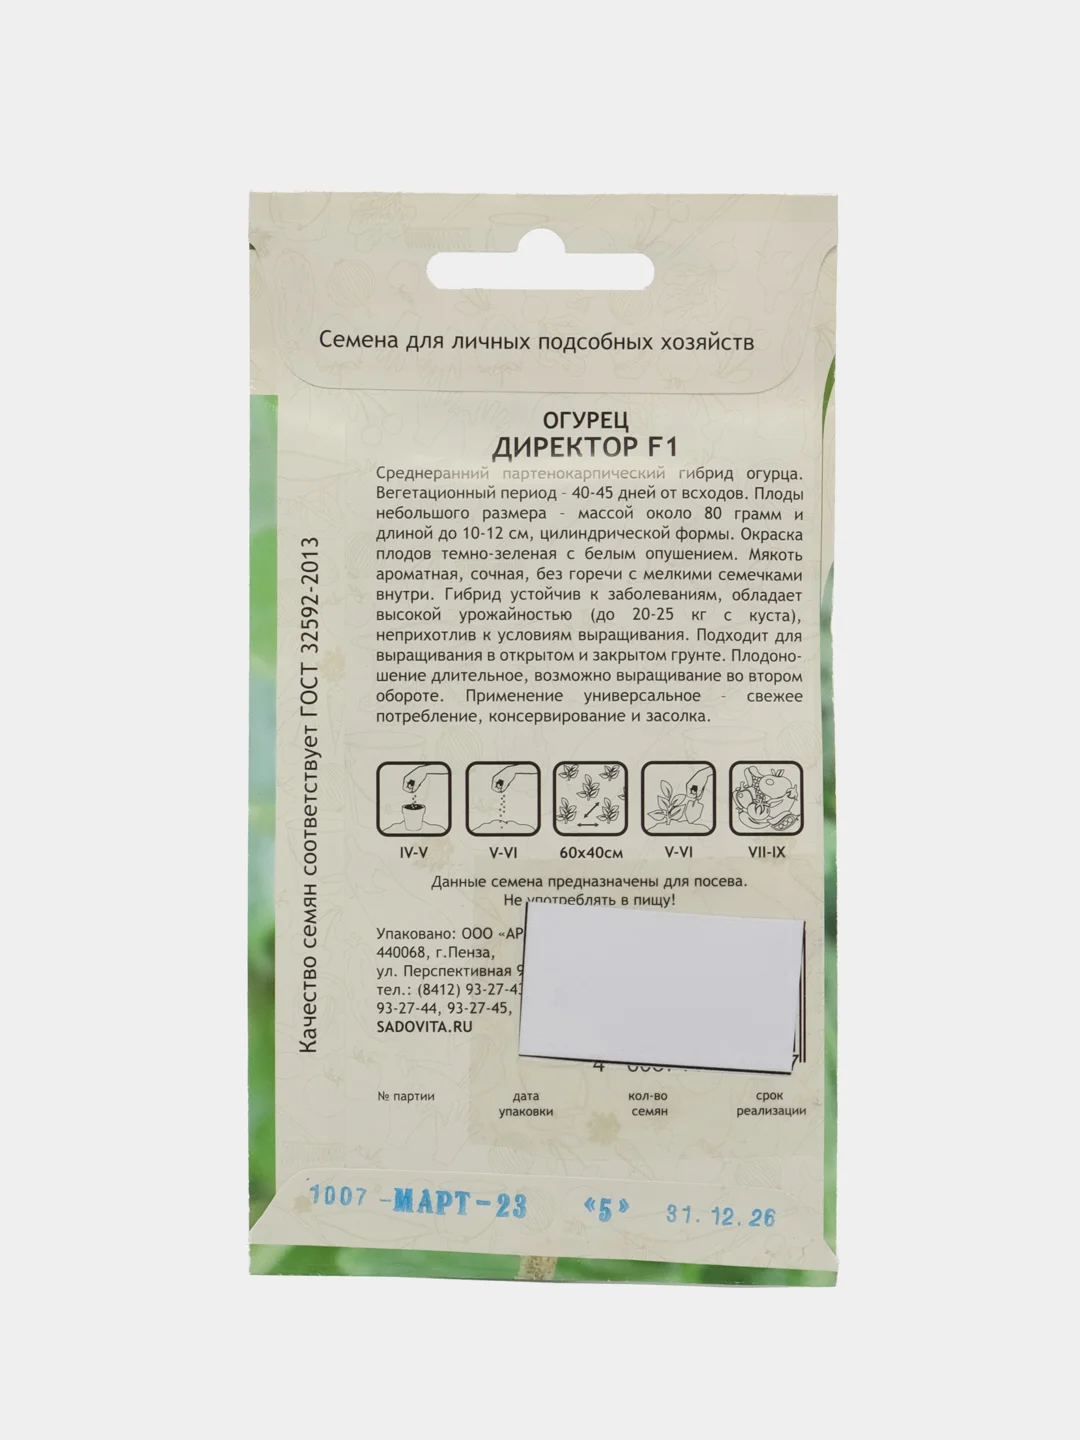 Семена для личных подсобных хозяйств
ОГУРЕЦ
ДИРЕКТОР F1
Среднеранний партенокарпический гибрид огурца.
Вегетационный период - 40-45 дней от всходов. Плоды
небольшого размера - массой около 80 грамм и
длиной до 10-12 см, цилиндрической формы. Окраска
плодов темно-зеленая с белым опушением. Мякоть
ароматная, сочная, без горечи с мелкими семечками
внутри. Гибрид устойчив к заболеваниям, обладает
высокой урожайностью (до 20-25 кг с куста),
неприхотлив к условиям выращивания. Подходит для
выращивания в открытом и закрытом грунте. Плодоно-
шение длительное, возможно выращивание во втором
обороте. Применение универсальное - свежее
потребление, консервирование и засолка.
Качество семян соответствует ГОСТ 32592-2013
IV-V V-VI 60х40см V-VI VII-IX
Данные семена предназначены для посева.
Не употреблять в пищу!
Упаковано: ООО «АР
440068, г.Пенза,
ул. Перспективная
тел.: (8412) 93-27-43
93-27-44, 93-27-45,
SADOVITA.RU
№ партии дата кол-во срок
упаковки семян реализации
1007 -МАРТ-23 «5» 31.12.26